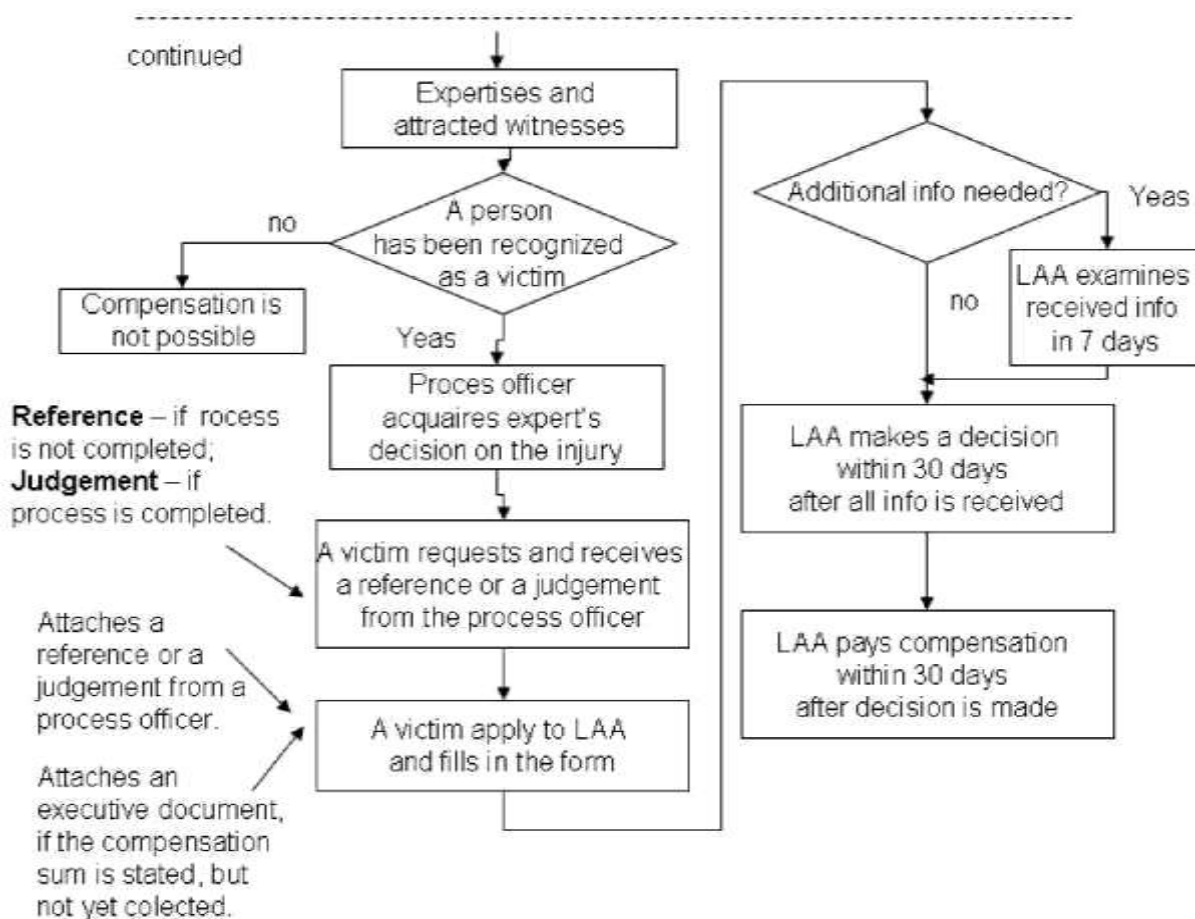 continued
Expertises and
attracted witnesses
A person
has been recognized
as a victim
no
Compensation is
not possible
Yeas
Proces officer
acquaires expert's
decision on the injury
Reference – if rocess
is not completed;
Judgement – if
process is completed.
A victim requests and receives
a reference or a judgement
from the process officer
Attaches a
reference or a
judgement from a
process officer.
A victim apply to LAA
and fills in the form
Attaches an
executive document,
if the compensation
sum is stated, but
not yet colected.
Additional info needed?
Yeas
LAA examines
received info
in 7 days
no
LAA makes a decision
within 30 days
after all info is received
LAA pays compensation
within 30 days
after decision is made